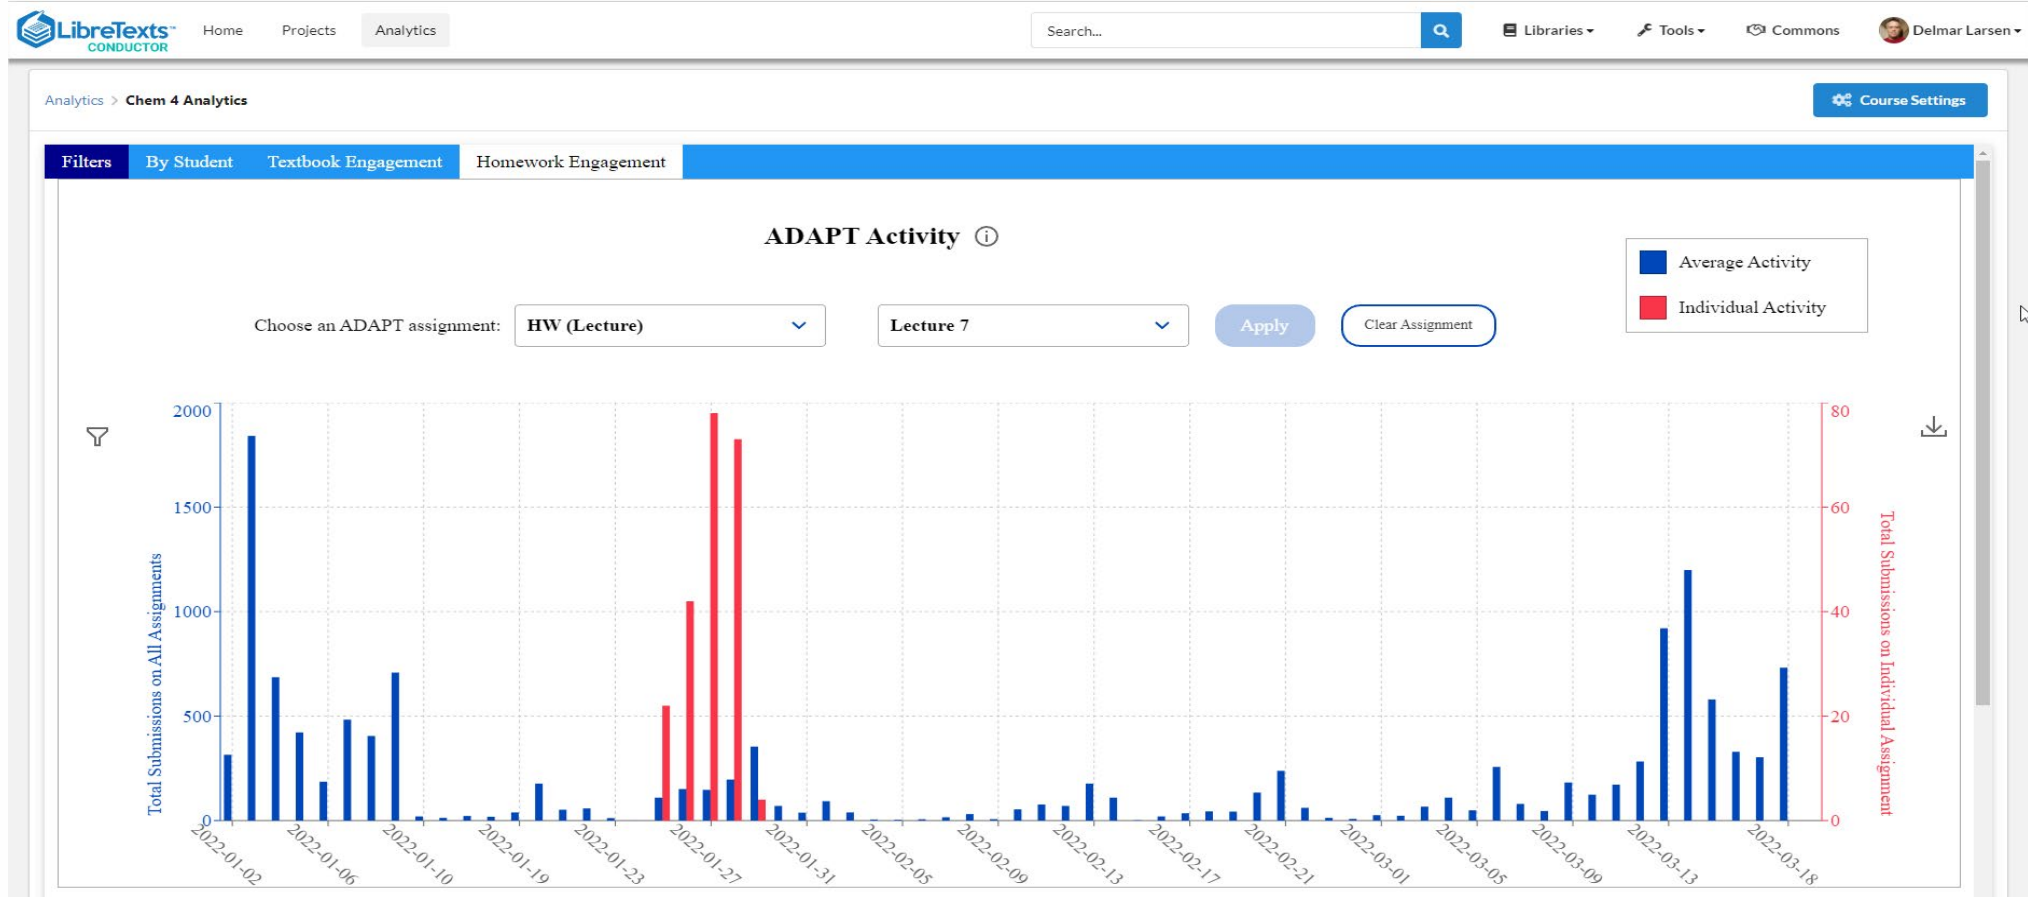 LibreTexts™
CONDUCTOR
Home Projects Analytics
Search...
Libraries Tools Commons Delmar Larsen
Analytics > Chem 4 Analytics
Course Settings
Filters By Student Textbook Engagement Homework Engagement
ADAPT Activity
Average Activity
Individual Activity
Choose an ADAPT assignment: HW (Lecture) Lecture 7 Apply Clear Assignment
Total Submissions on All Assignments
2000
1500
1000
500
0
80
60
40
20
0
Total Submissions on Individual Assignment
2022-01-02 2022-01-06 2022-01-10 2022-01-19 2022-01-23 2022-01-27 2022-01-31 2022-02-05 2022-02-09 2022-02-13 2022-02-17 2022-02-21 2022-03-01 2022-03-05 2022-03-09 2022-03-13 2022-03-18